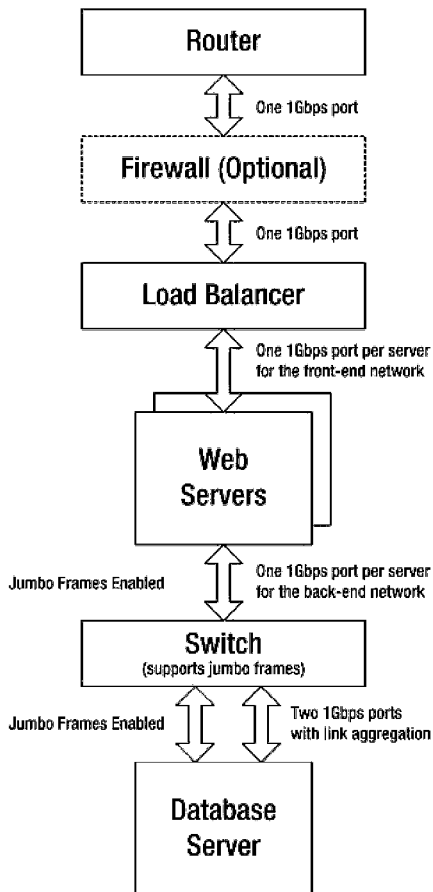 Router
One 1Gbps port
Firewall (Optional)
One 1Gbps port
Load Balancer
One 1Gbps port per server
for the front-end network
Web
Servers
Jumbo Frames Enabled
One 1Gbps port per server
for the back-end network
Switch
(supports jumbo frames)
Jumbo Frames Enabled
Two 1Gbps ports
with link aggregation
Database
Server